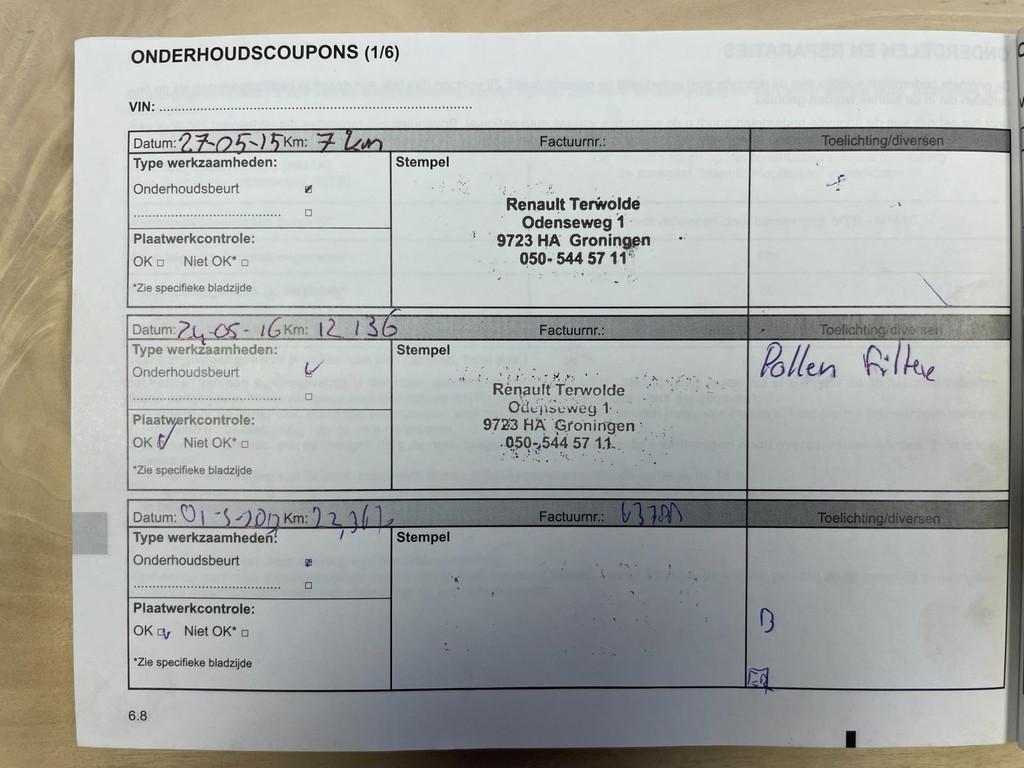 ONDERHOUDSCOUPONS (1/6)
VIN: ....................................................................................
Datum: 27-05-15 Km: 7 km Factuurnr.: Toelichting/diversen
Type werkzaamheden: Stempel
Onderhoudsbeurt
Renault Terwolde
Odenseweg 1
9723 HA Groningen
050- 544 57 11
Plaatwerkcontrole:
OK □ Niet OK* □
*Zie specifieke bladzijde
Datum: 24-05-16 Km: 12 136 Factuurnr.: Toelichting/diversen
Type werkzaamheden: Stempel Pollen Filter
Onderhoudsbeurt
Renault Terwolde
Odenseweg 1
9723 HA Groningen
050-544 57 11
Plaatwerkcontrole:
OK Niet OK* □
*Zie specifieke bladzijde
Datum: Km: Factuurnr.: Toelichting/diversen
Type werkzaamheden: Stempel
Onderhoudsbeurt
Plaatwerkcontrole:
OK Niet OK* □
*Zie specifieke bladzijde
6.8